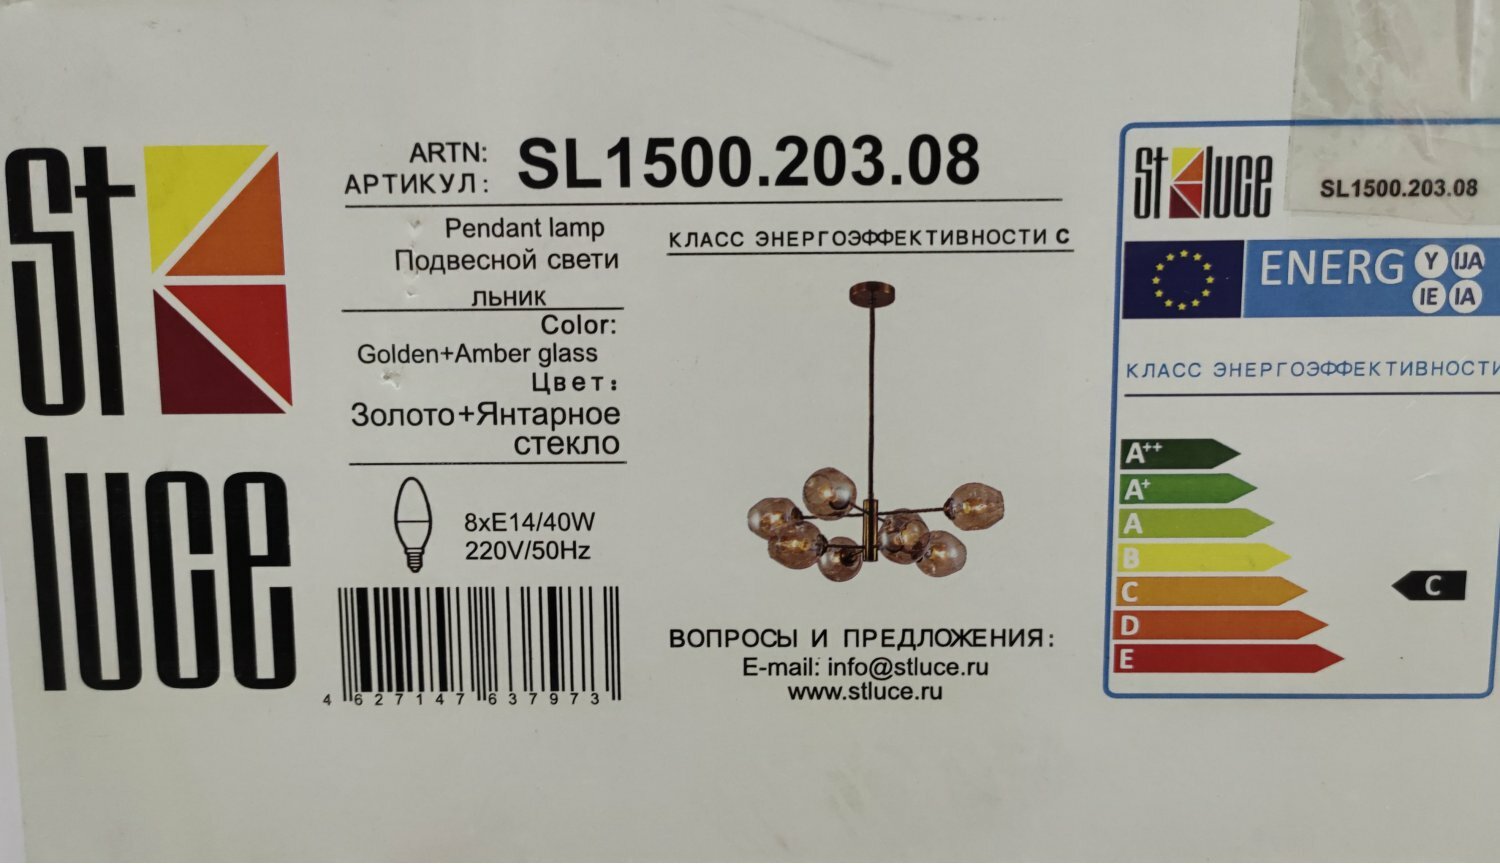 St luce
ARTN:
АРТИКУЛ:
SL1500.203.08
Pendant lamp
Подвесной свети
льник
Color:
Golden+Amber glass
Цвет:
Золото+Янтарное
стекло
8xE14/40W
220V/50Hz
4 627147 637973
КЛАСС ЭНЕРГОЭФФЕКТИВНОСТИ C
ВОПРОСЫ И ПРЕДЛОЖЕНИЯ:
E-mail: info@stluce.ru
www.stluce.ru
St luce
SL1500.203.08
ENERG Y IJA
IE IA
КЛАСС ЭНЕРГОЭФФЕКТИВНОСТИ
A++
A+
A
B
C
C
D
E